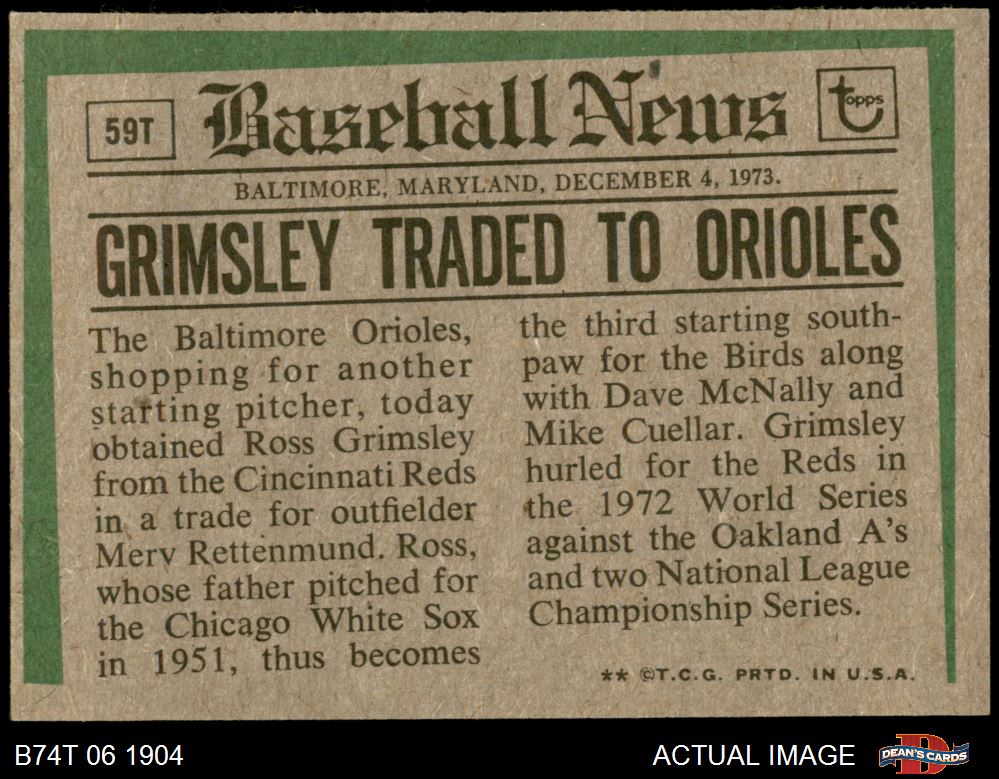 59T
Baseball News
topps
BALTIMORE, MARYLAND, DECEMBER 4, 1973.
GRIMSLEY TRADED TO ORIOLES
The Baltimore Orioles,
shopping for another
starting pitcher, today
obtained Ross Grimsley
from the Cincinnati Reds
in a trade for outfielder
Merv Rettenmund. Ross,
whose father pitched for
the Chicago White Sox
in 1951, thus becomes
the third starting south-
paw for the Birds along
with Dave McNally and
Mike Cuellar. Grimsley
hurled for the Reds in
the 1972 World Series
against the Oakland A's
and two National League
Championship Series.
** ©T.C.G. PRTD. IN U.S.A.
B74T 06 1904
ACTUAL IMAGE
DEAN'S CARDS